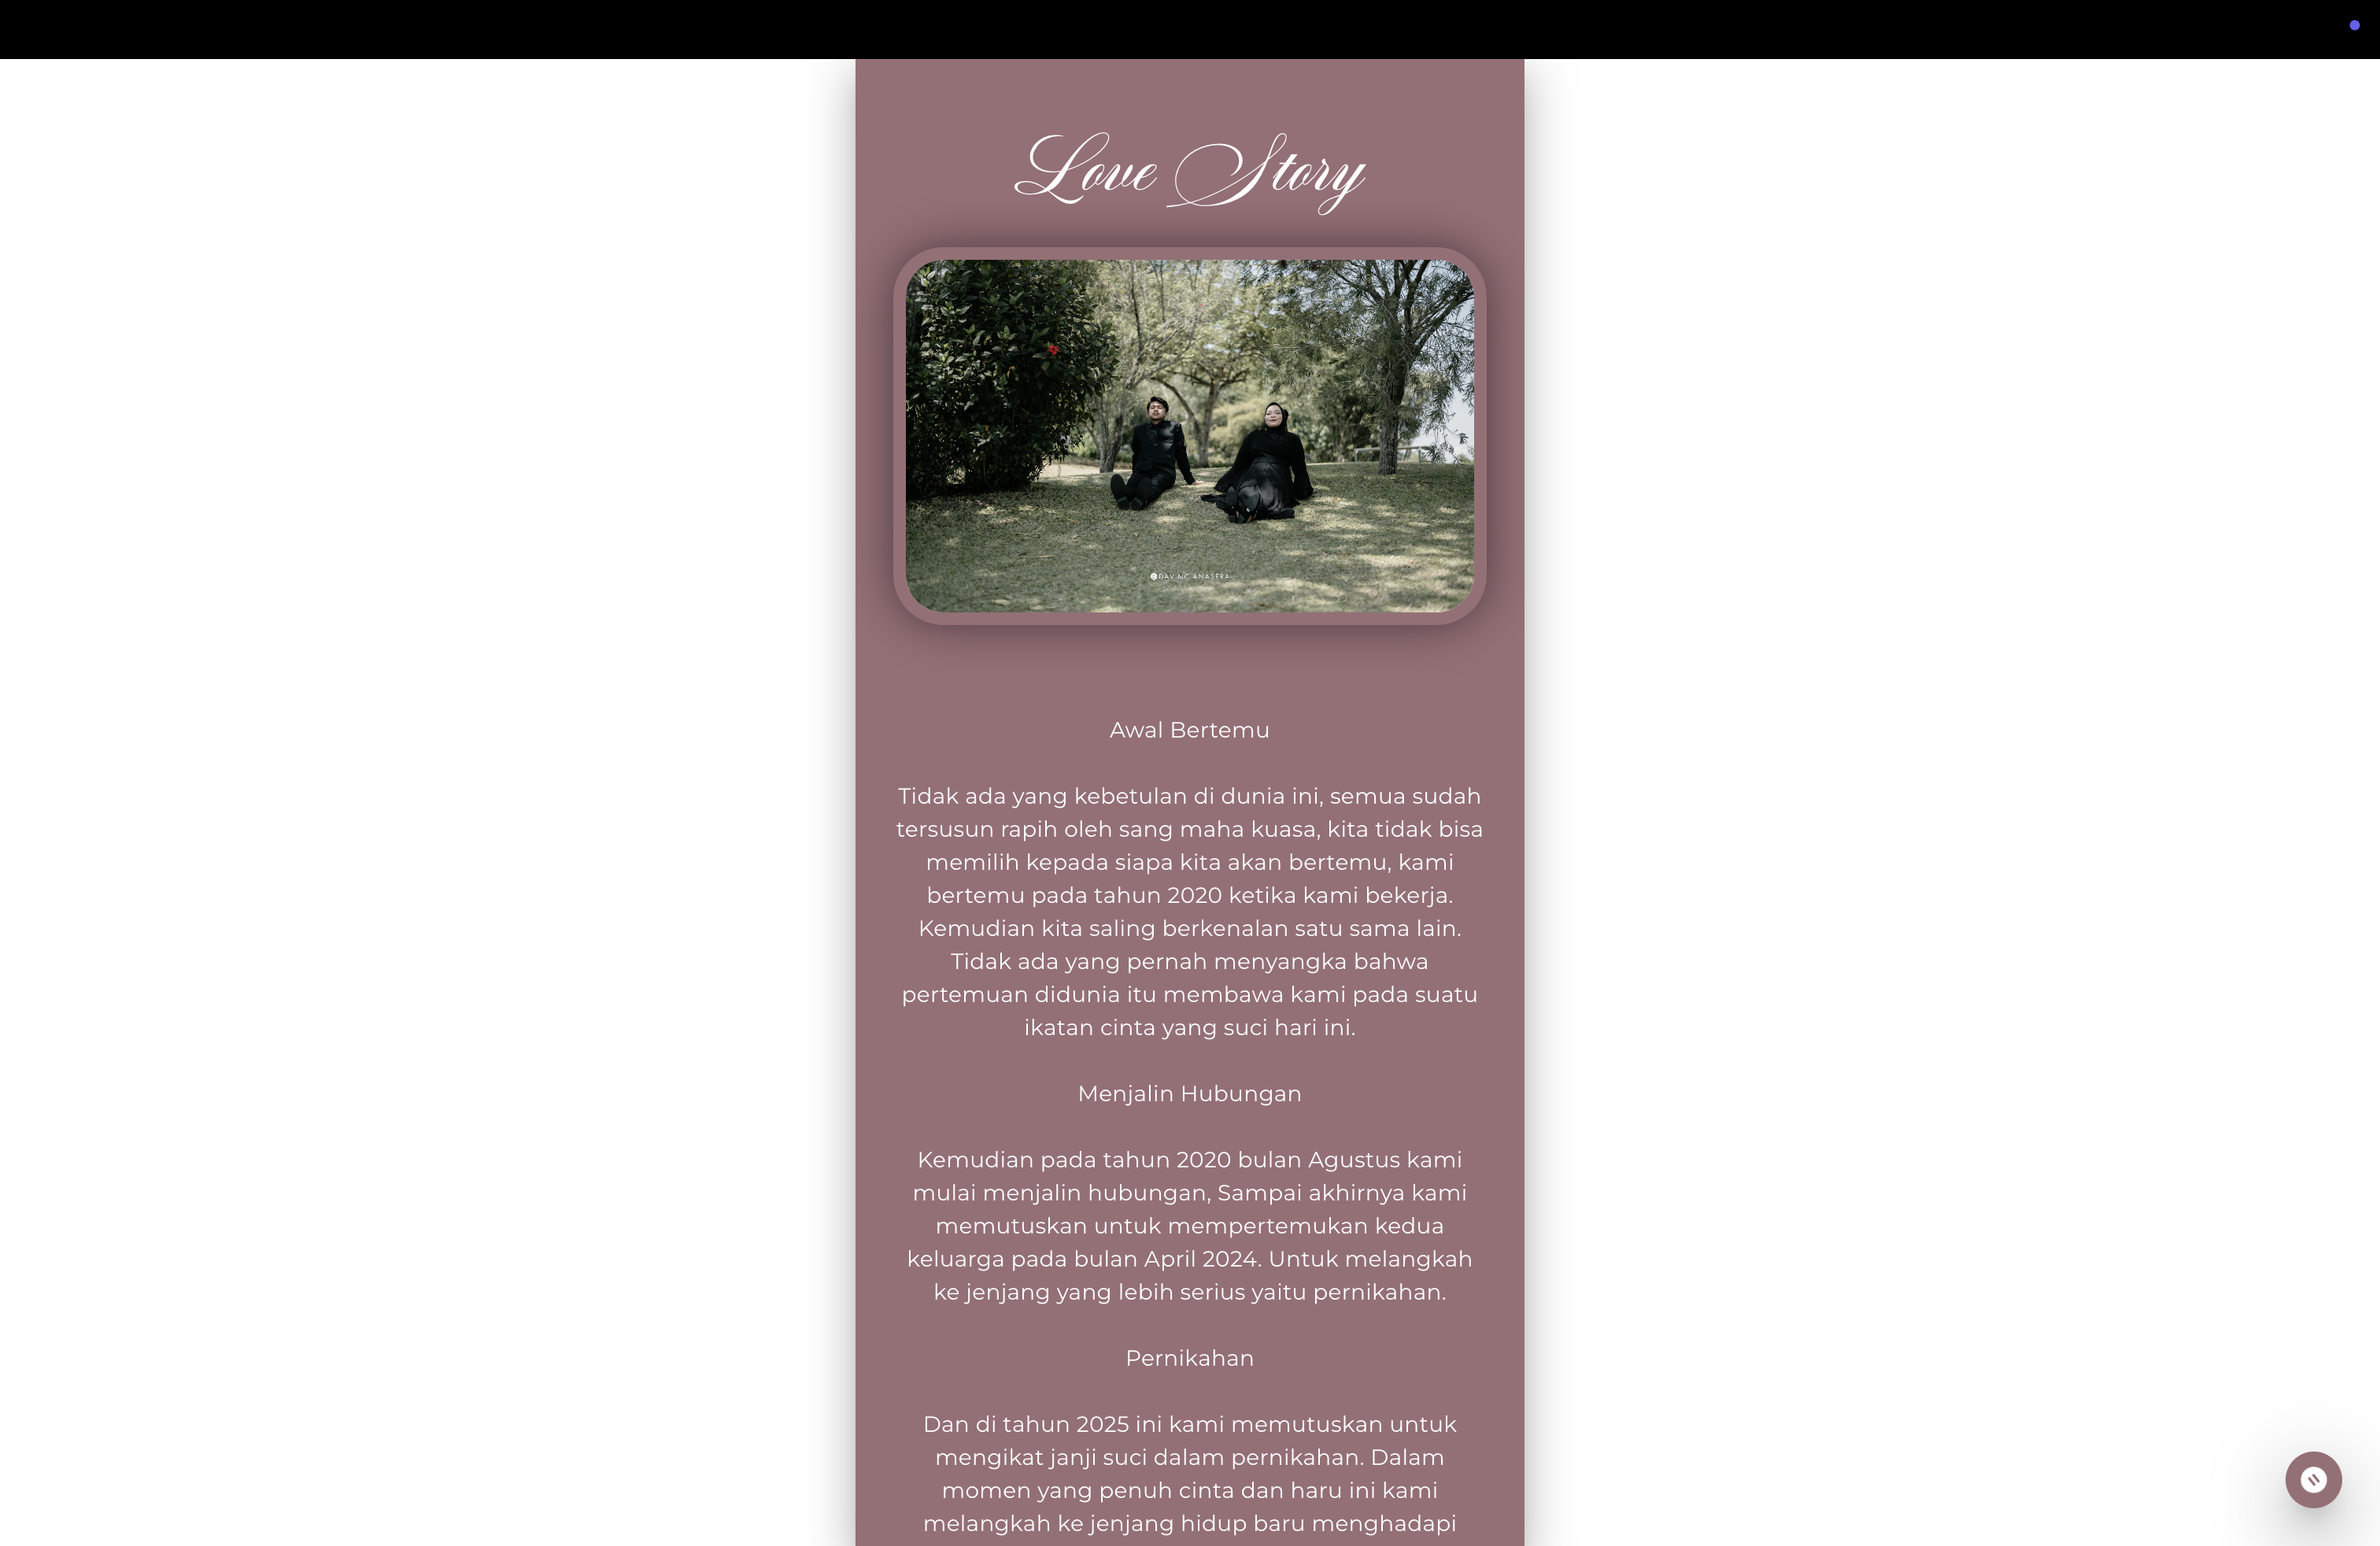 Love Story
Awal Bertemu
Tidak ada yang kebetulan di dunia ini, semua sudah
tersusun rapih oleh sang maha kuasa, kita tidak bisa
memilih kepada siapa kita akan bertemu, kami
bertemu pada tahun 2020 ketika kami bekerja.
Kemudian kita saling berkenalan satu sama lain.
Tidak ada yang pernah menyangka bahwa
pertemuan didunia itu membawa kami pada suatu
ikatan cinta yang suci hari ini.
Menjalin Hubungan
Kemudian pada tahun 2020 bulan Agustus kami
mulai menjalin hubungan, Sampai akhirnya kami
memutuskan untuk mempertemukan kedua
keluarga pada bulan April 2024. Untuk melangkah
ke jenjang yang lebih serius yaitu pernikahan.
Pernikahan
Dan di tahun 2025 ini kami memutuskan untuk
mengikat janji suci dalam pernikahan. Dalam
momen yang penuh cinta dan haru ini kami
melangkah ke jenjang hidup baru menghadapi